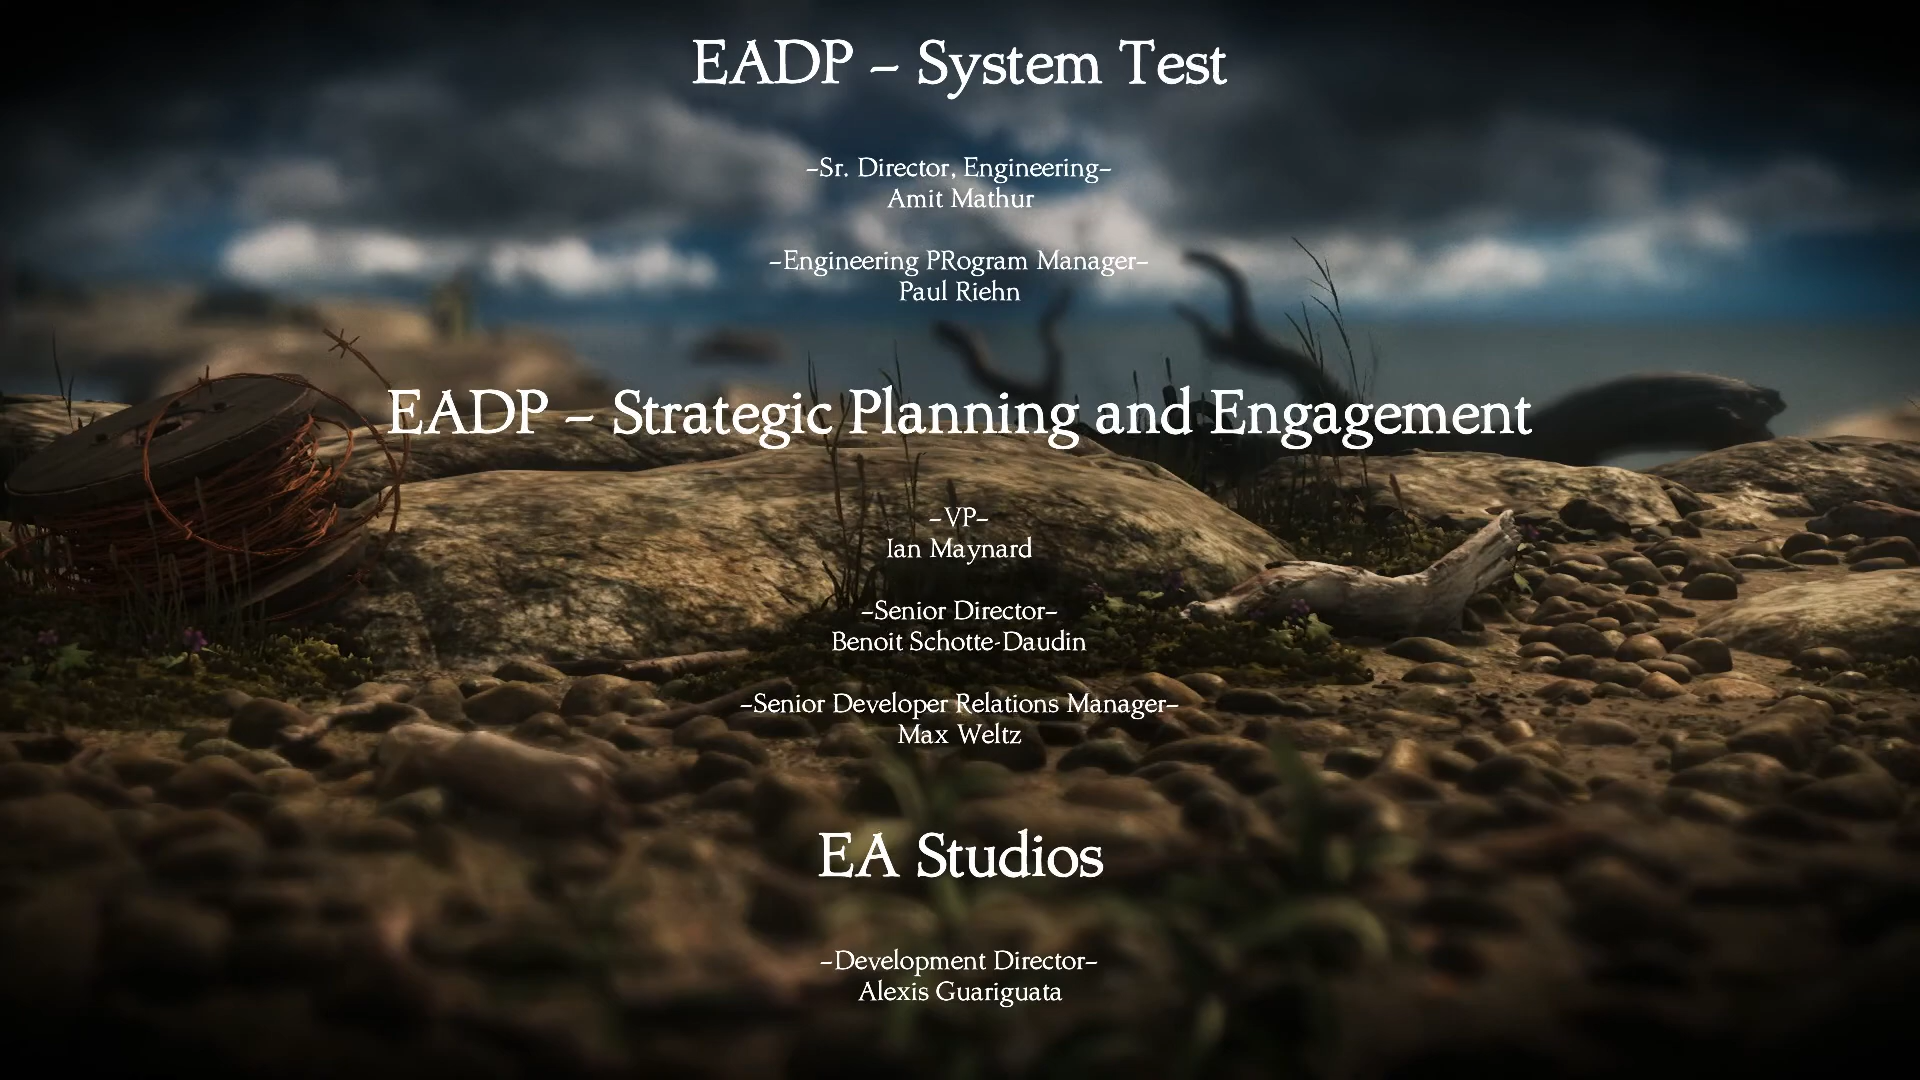 EADP – System Test
–Sr. Director, Engineering–
Amit Mathur
–Engineering PRogram Manager–
Paul Riehn
EADP – Strategic Planning and Engagement
–VP–
Ian Maynard
–Senior Director–
Benoit Schotte-Daudin
–Senior Developer Relations Manager–
Max Weltz
EA Studios
–Development Director–
Alexis Guariguata